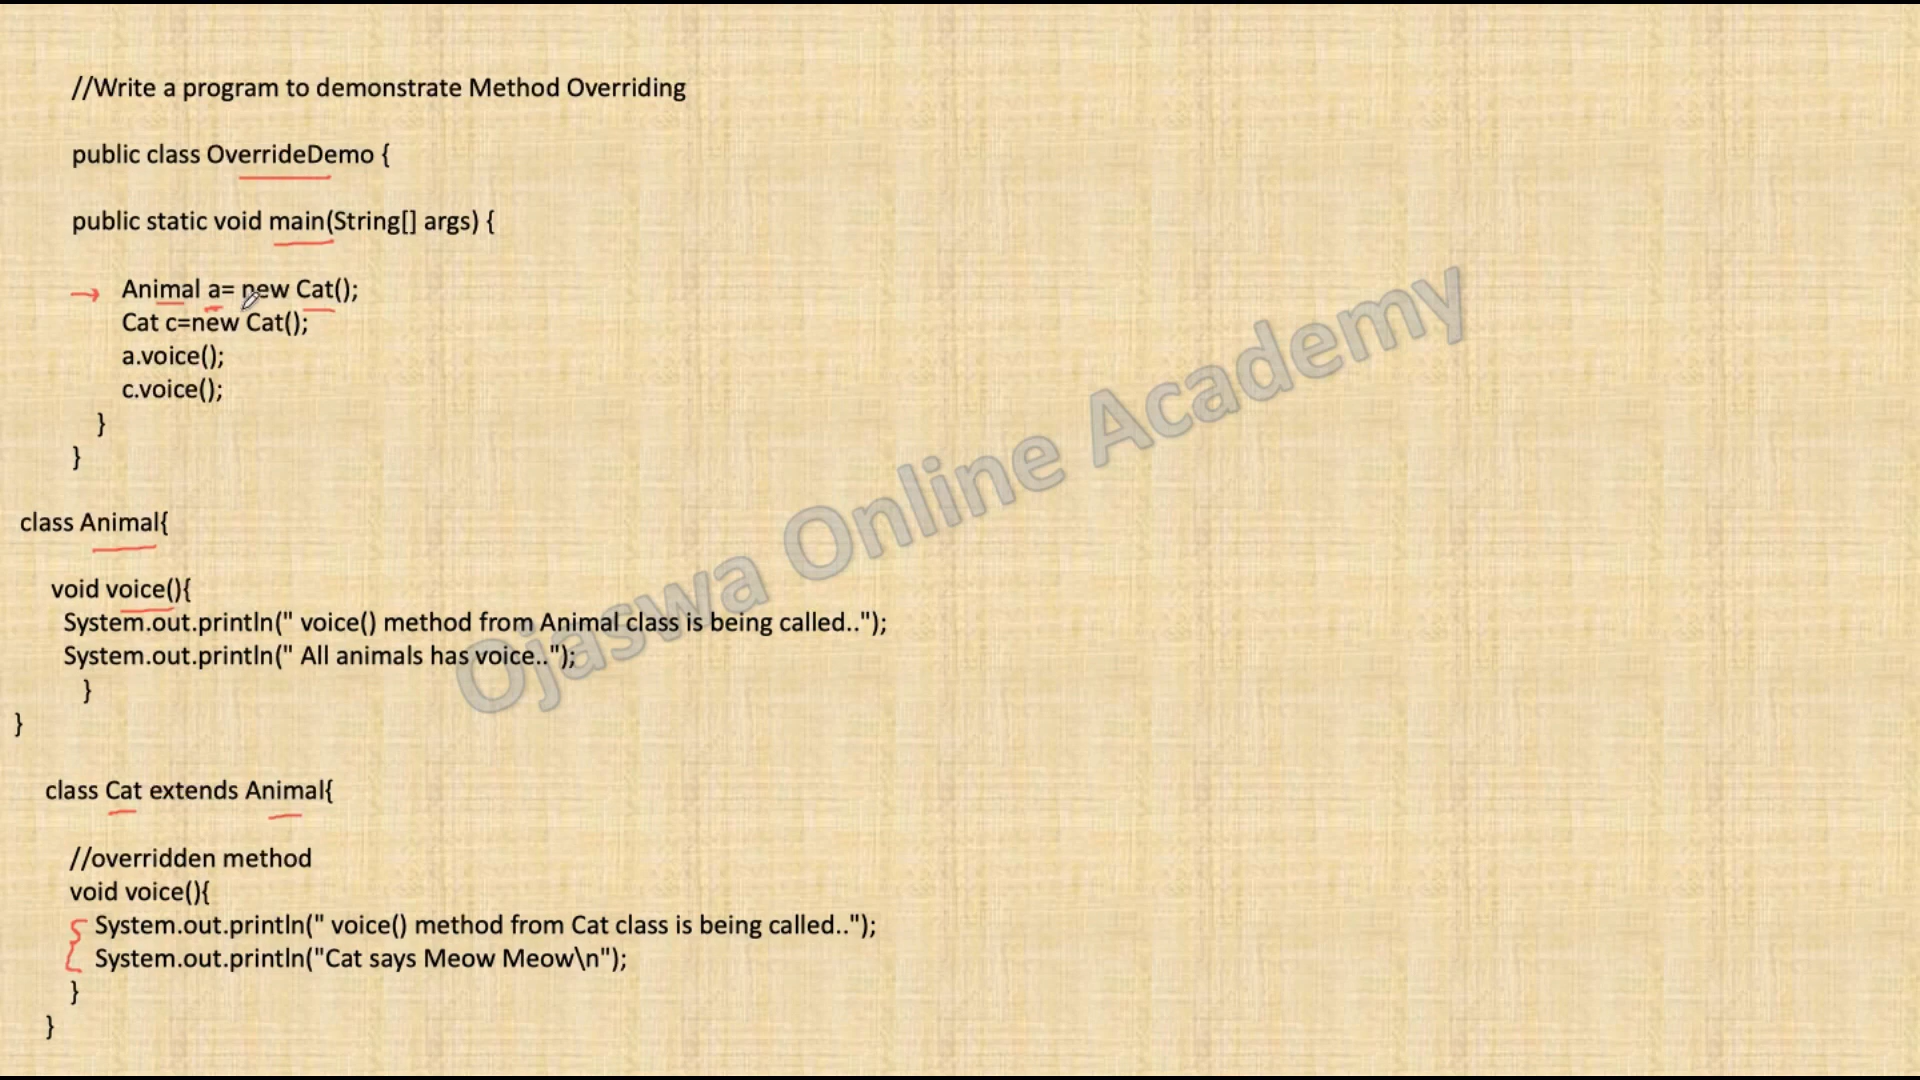 //Write a program to demonstrate Method Overriding
public class OverrideDemo {
public static void main(String[] args) {
Animal a= new Cat();
Cat c=new Cat();
a.voice();
c.voice();
}
}
class Animal{
void voice(){
System.out.println(" voice() method from Animal class is being called..");
System.out.println(" All animals has voice..");
}
}
class Cat extends Animal{
//overridden method
void voice(){
System.out.println(" voice() method from Cat class is being called..");
System.out.println("Cat says Meow Meow\n");
}
}
Ojaswa Online Academy